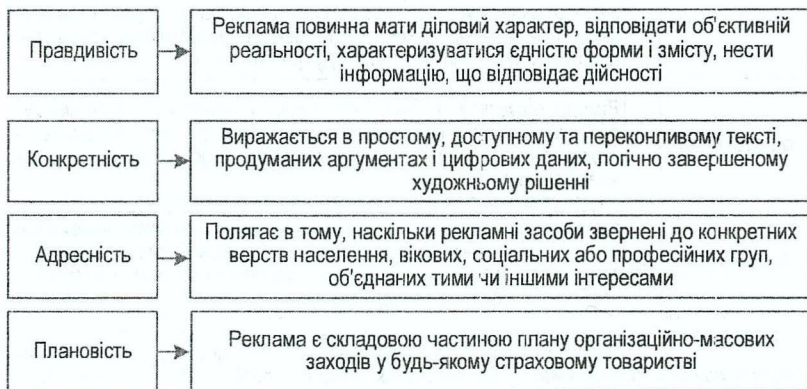 Правдивість
Реклама повинна мати діловий характер, відповідати об'єктивній
реальності, характеризуватися єдністю форми і змісту, нести
інформацію, що відповідає дійсності
Конкретність
Виражається в простому, доступному та переконливому тексті,
продуманих аргументах і цифрових даних, логічно завершеному
художньому рішенні
Адресність
Полягає в тому, наскільки рекламні засоби звернені до конкретних
верств населення, вікових, соціальних або професійних груп,
об'єднаних тими чи іншими інтересами
Плановість
Реклама є складовою частиною плану організаційно-масових
заходів у будь-якому страховому товаристві